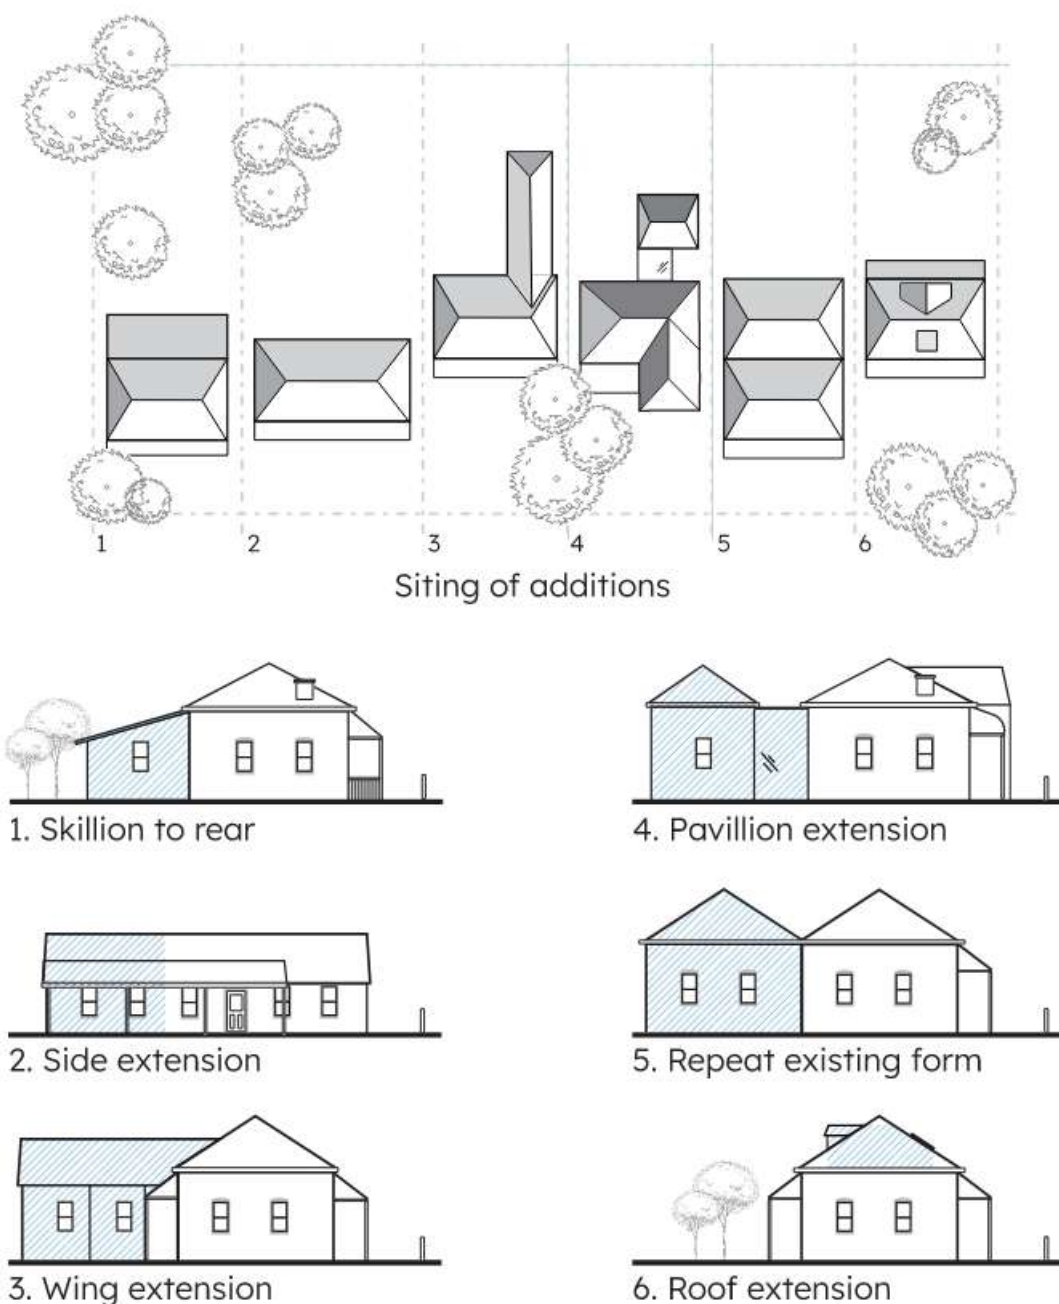 1 2 3 4 5 6
Siting of additions
1. Skillion to rear
4. Pavillion extension
2. Side extension
5. Repeat existing form
3. Wing extension
6. Roof extension